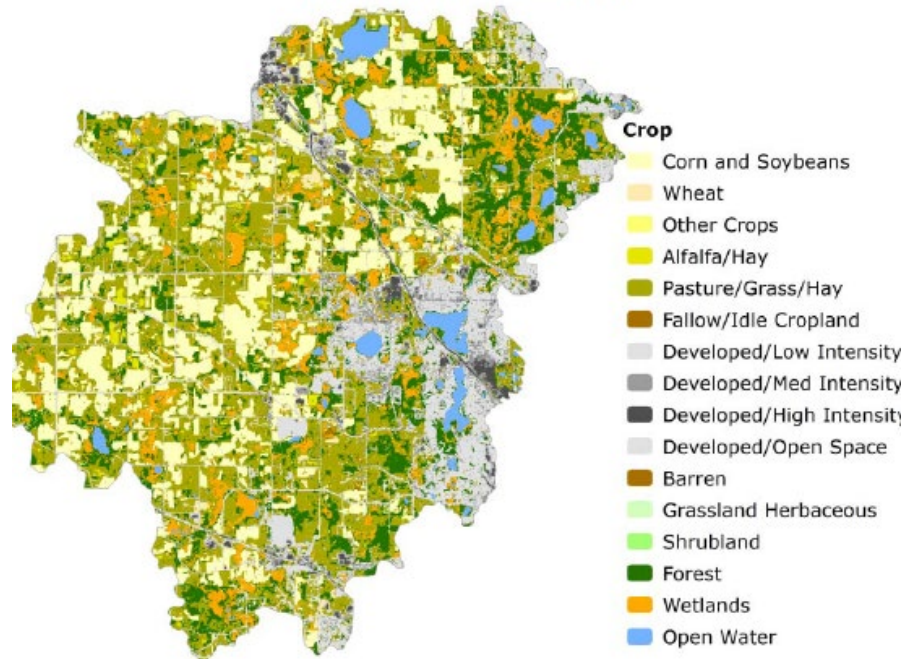 Crop
Corn and Soybeans
Wheat
Other Crops
Alfalfa/Hay
Pasture/Grass/Hay
Fallow/Idle Cropland
Developed/Low Intensity
Developed/Med Intensity
Developed/High Intensity
Developed/Open Space
Barren
Grassland Herbaceous
Shrubland
Forest
Wetlands
Open Water